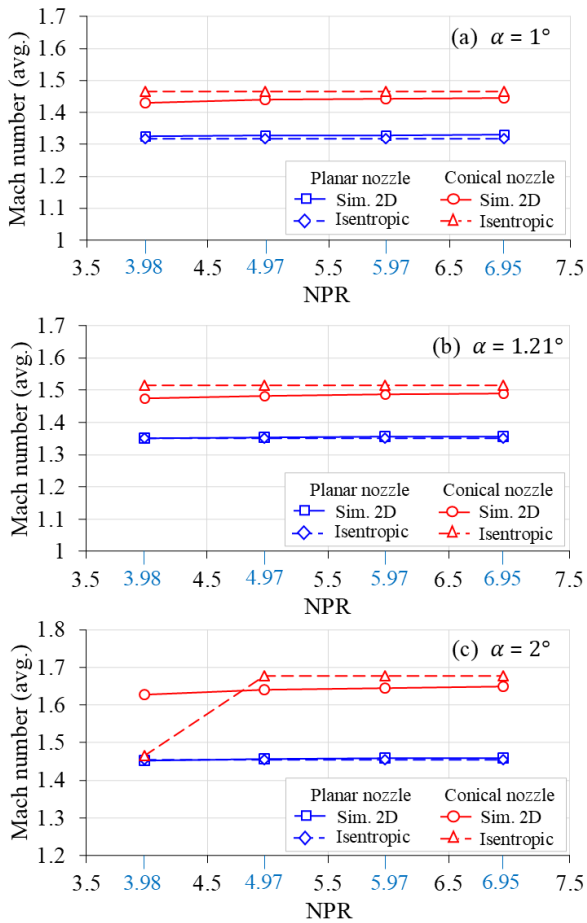 1.7
(a) α = 1°
1.6
1.5
1.4
1.3
1.2
1.1
1
Mach number (avg.)
Planar nozzle Conical nozzle
Sim. 2D Sim. 2D
Isentropic Isentropic
3.5 3.98 4.5 4.97 5.5 5.97 6.5 6.95 7.5
NPR
1.7
(b) α = 1.21°
1.6
1.5
1.4
1.3
1.2
1.1
1
Mach number (avg.)
Planar nozzle Conical nozzle
Sim. 2D Sim. 2D
Isentropic Isentropic
3.5 3.98 4.5 4.97 5.5 5.97 6.5 6.95 7.5
NPR
1.8
(c) α = 2°
1.7
1.6
1.5
1.4
1.3
1.2
Mach number (avg.)
Planar nozzle Conical nozzle
Sim. 2D Sim. 2D
Isentropic Isentropic
3.5 3.98 4.5 4.97 5.5 5.97 6.5 6.95 7.5
NPR